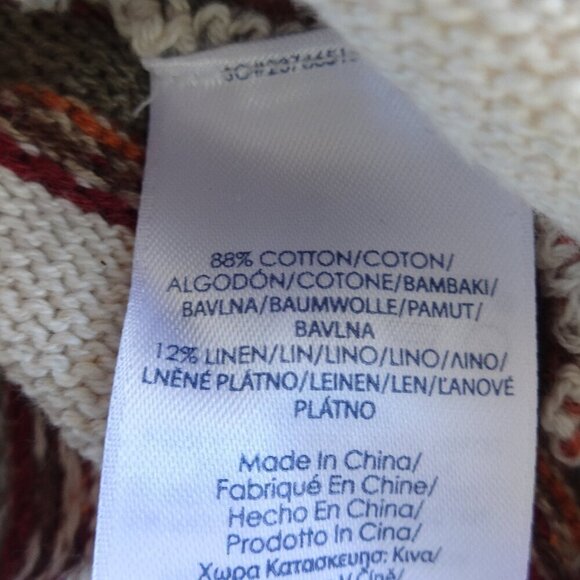 88% COTTON/COTON/
ALGODÓN/COTONE/BAMBAKI/
BAVLNA/BAUMWOLLE/PAMUT/
BAVLNA
12% LINEN/LIN/LINO/LINO/ΛΙΝΟ/
LNĚNÉ PLÁTNO/LEINEN/LEN/ĽANOVÉ
PLÁTNO
Made In China/
Fabriqué En Chine/
Hecho En China/
Prodotto In Cina/
Χωρα Κατασκευησ: Κινα/
V Číně/